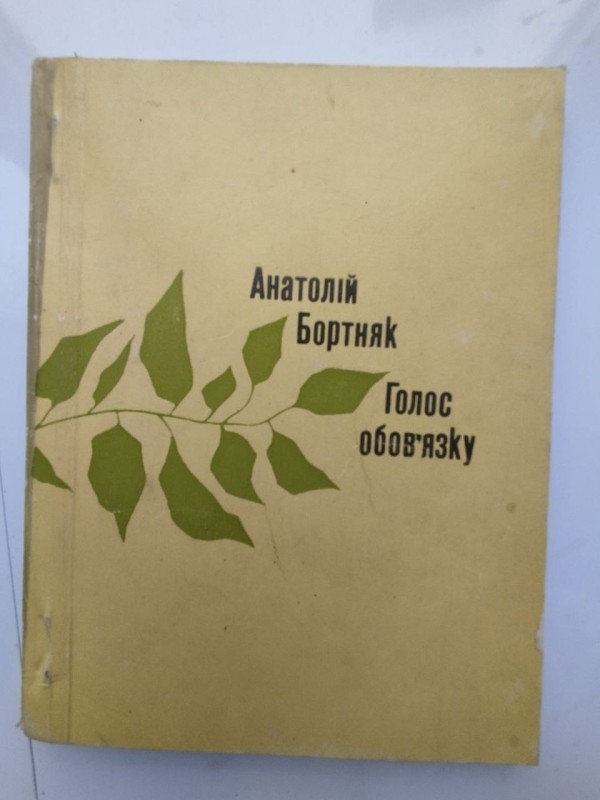 Анатолій
Бортняк
Голос
обов'язку